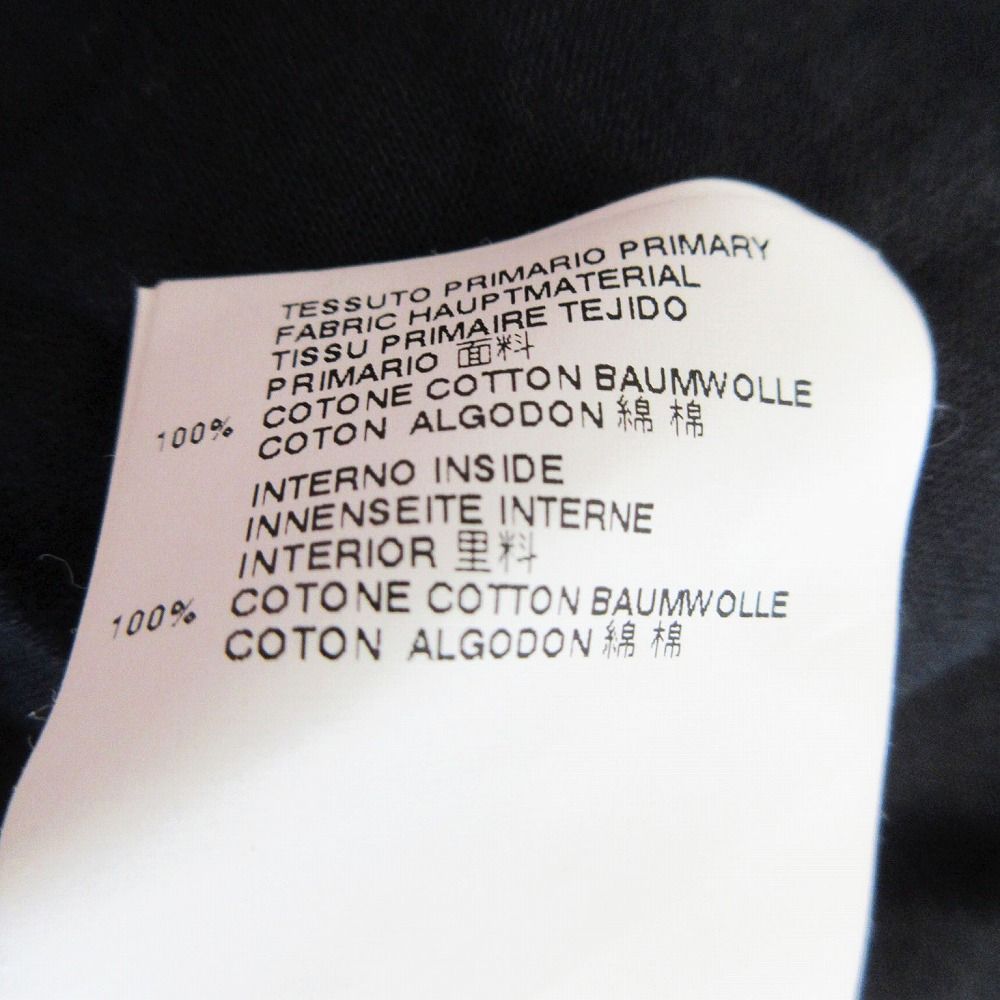 TESSUTO PRIMARIO PRIMARY
FABRIC HAUPTMATERIAL
TISSU PRIMAIRE TEJIDO
PRIMARIO 面料
COTONE COTTON BAUMWOLLE
100% COTON ALGODON 綿 棉
INTERNO INSIDE
INNENSEITE INTERNE
INTERIOR 里料
100% COTONE COTTON BAUMWOLLE
COTON ALGODON 綿 棉